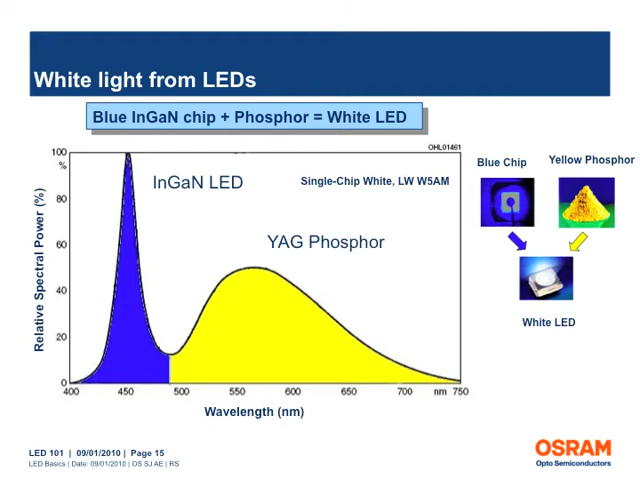 White light from LEDs
Blue InGaN chip + Phosphor = White LED
OHL01461
100
%
80
60
40
20
0
Relative Spectral Power (%)
InGaN LED
Single-Chip White, LW W5AM
YAG Phosphor
400
450
500
550
600
650
700
nm
750
Wavelength (nm)
Blue Chip
Yellow Phosphor
White LED
LED 101 | 09/01/2010 | Page 15
LED Basics | Date: 09/01/2010 | OS SJ AE | RS
OSRAM
Opto Semiconductors